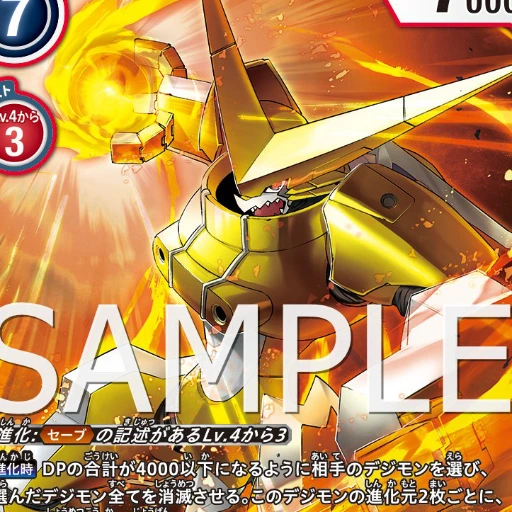 7
スト
Lv.4から
3
000
SAMPLE
進化: セーブ の記述があるLv.4から3
進化時 DPの合計が4000以下になるように相手のデジモンを選び、
選んだデジモン全てを消滅させる。このデジモンの進化元2枚ごとに、